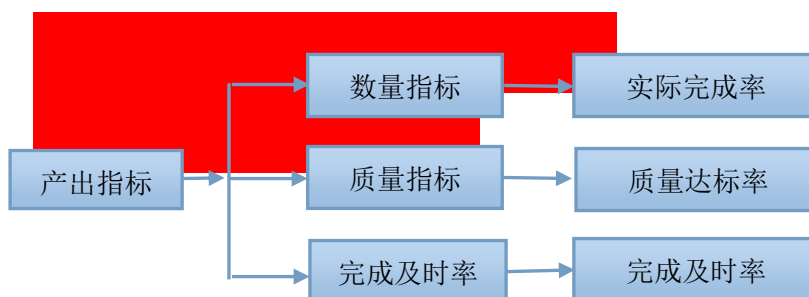 数量指标
实际完成率
产出指标
质量指标
质量达标率
完成及时率
完成及时率